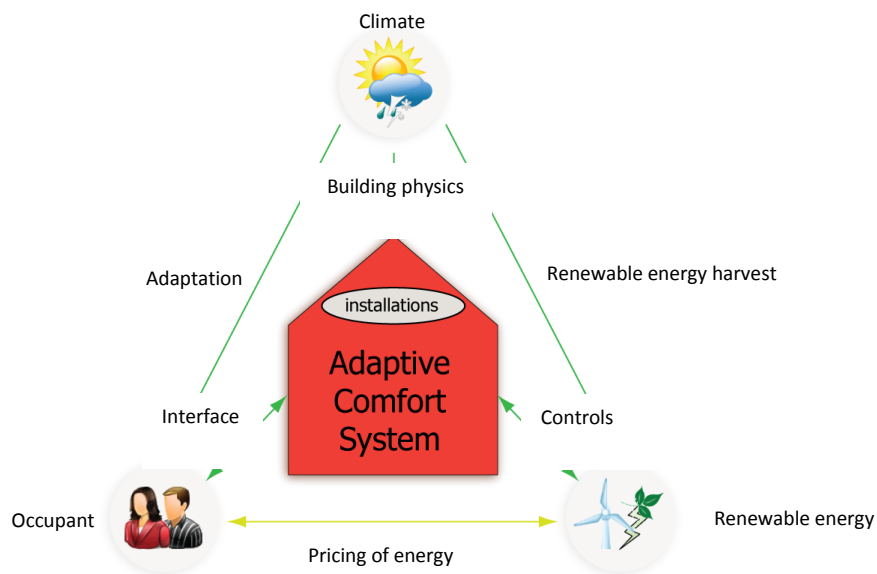 Climate
Building physics
Adaptation
Renewable energy harvest
installations
Adaptive
Comfort
System
Interface
Controls
Occupant
Renewable energy
Pricing of energy